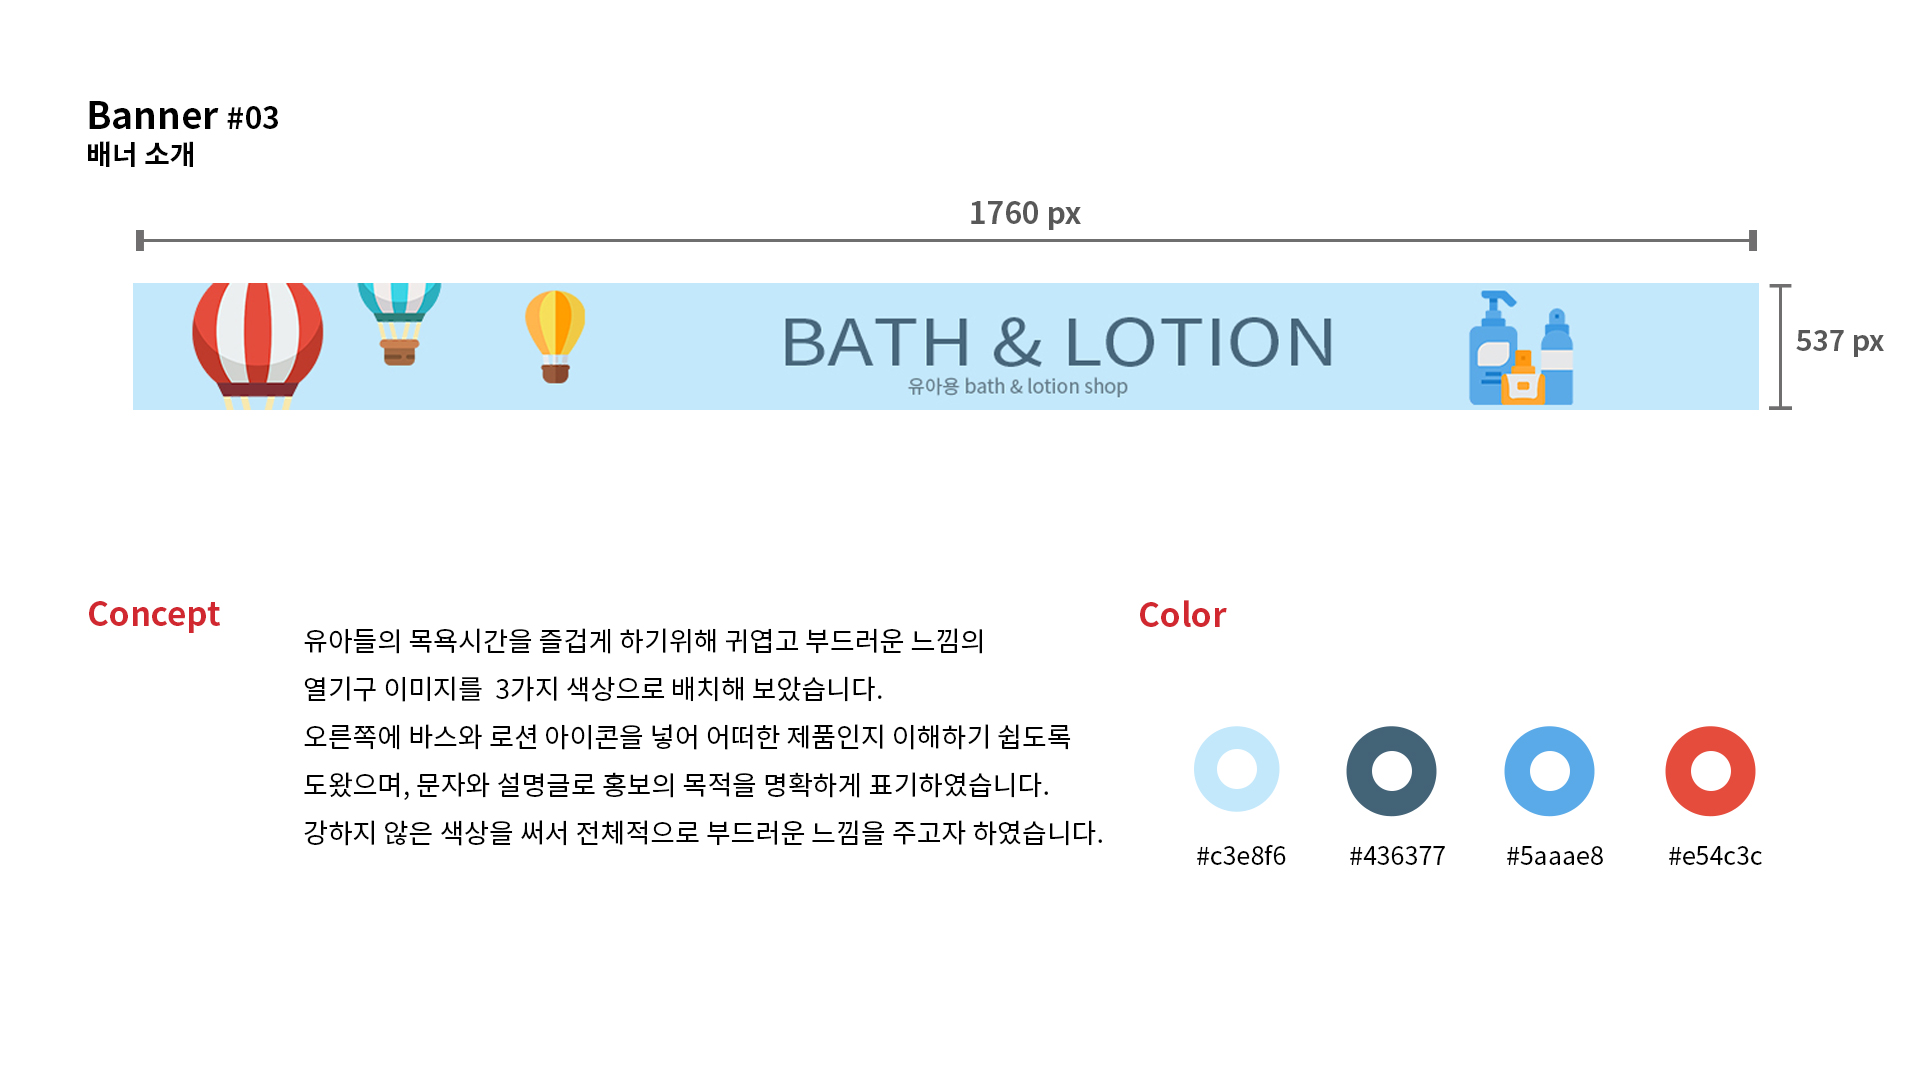 Banner #03
배너 소개
1760 px
BATH & LOTION
유아용 bath & lotion shop
537 px
Concept
유아들의 목욕시간을 즐겁게 하기위해 귀엽고 부드러운 느낌의
열기구 이미지를  3가지 색상으로 배치해 보았습니다.
오른쪽에 바스와 로션 아이콘을 넣어 어떠한 제품인지 이해하기 쉽도록
도왔으며, 문자와 설명글로 홍보의 목적을 명확하게 표기하였습니다.
강하지 않은 색상을 써서 전체적으로 부드러운 느낌을 주고자 하였습니다.
Color
#c3e8f6
#436377
#5aaae8
#e54c3c